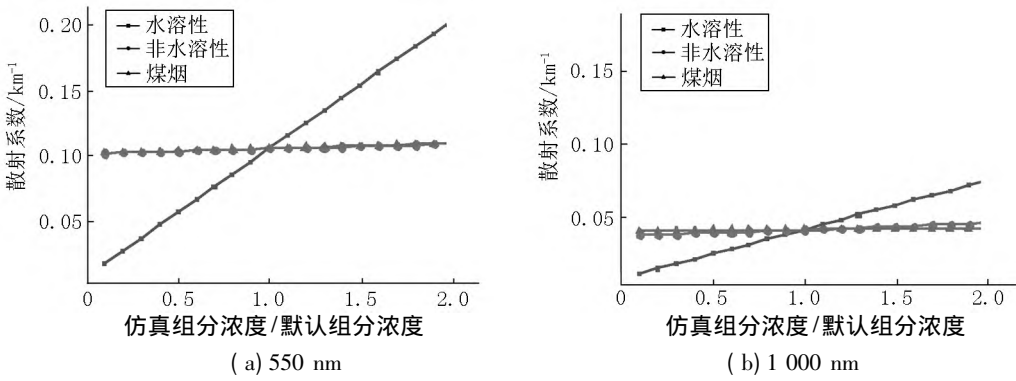 0.20
0.15
0.10
0.05
0
0.5
1.0
1.5
2.0
散射系数/km⁻¹
水溶性
非水溶性
煤烟
仿真组分浓度/默认组分浓度
(a) 550 nm
0.15
0.10
0.05
0
0.5
1.0
1.5
2.0
散射系数/km⁻¹
水溶性
非水溶性
煤烟
仿真组分浓度/默认组分浓度
(b) 1 000 nm